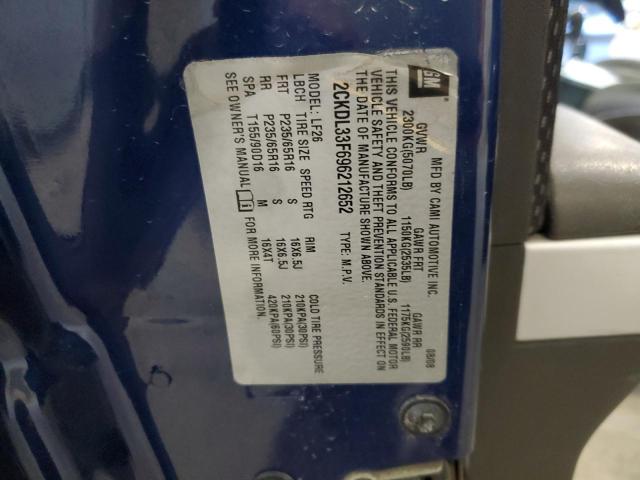 GM
MFD BY CAMI AUTOMOTIVE INC. 08/08
GVWR GAWR FRT GAWR RR
2300KG(5070LB) 1150KG(2535LB) 1175KG(2590LB)
THIS VEHICLE CONFORMS TO ALL APPLICABLE U.S. FEDERAL MOTOR
VEHICLE SAFETY AND THEFT PREVENTION STANDARDS IN EFFECT ON
THE DATE OF MANUFACTURE SHOWN ABOVE.
2CKDL33F696212652 TYPE: M.P.V.
MODEL: LF26
LBCH TIRE SIZE SPEED RTG RIM COLD TIRE PRESSURE
FRT P235/65R16 S 16X6.5J 210KPA(30PSI)
RR P235/65R16 S 16X6.5J 210KPA(30PSI)
SPA T155/90D16 M 16X4T 420KPA(60PSI)
SEE OWNER'S MANUAL FOR MORE INFORMATION.